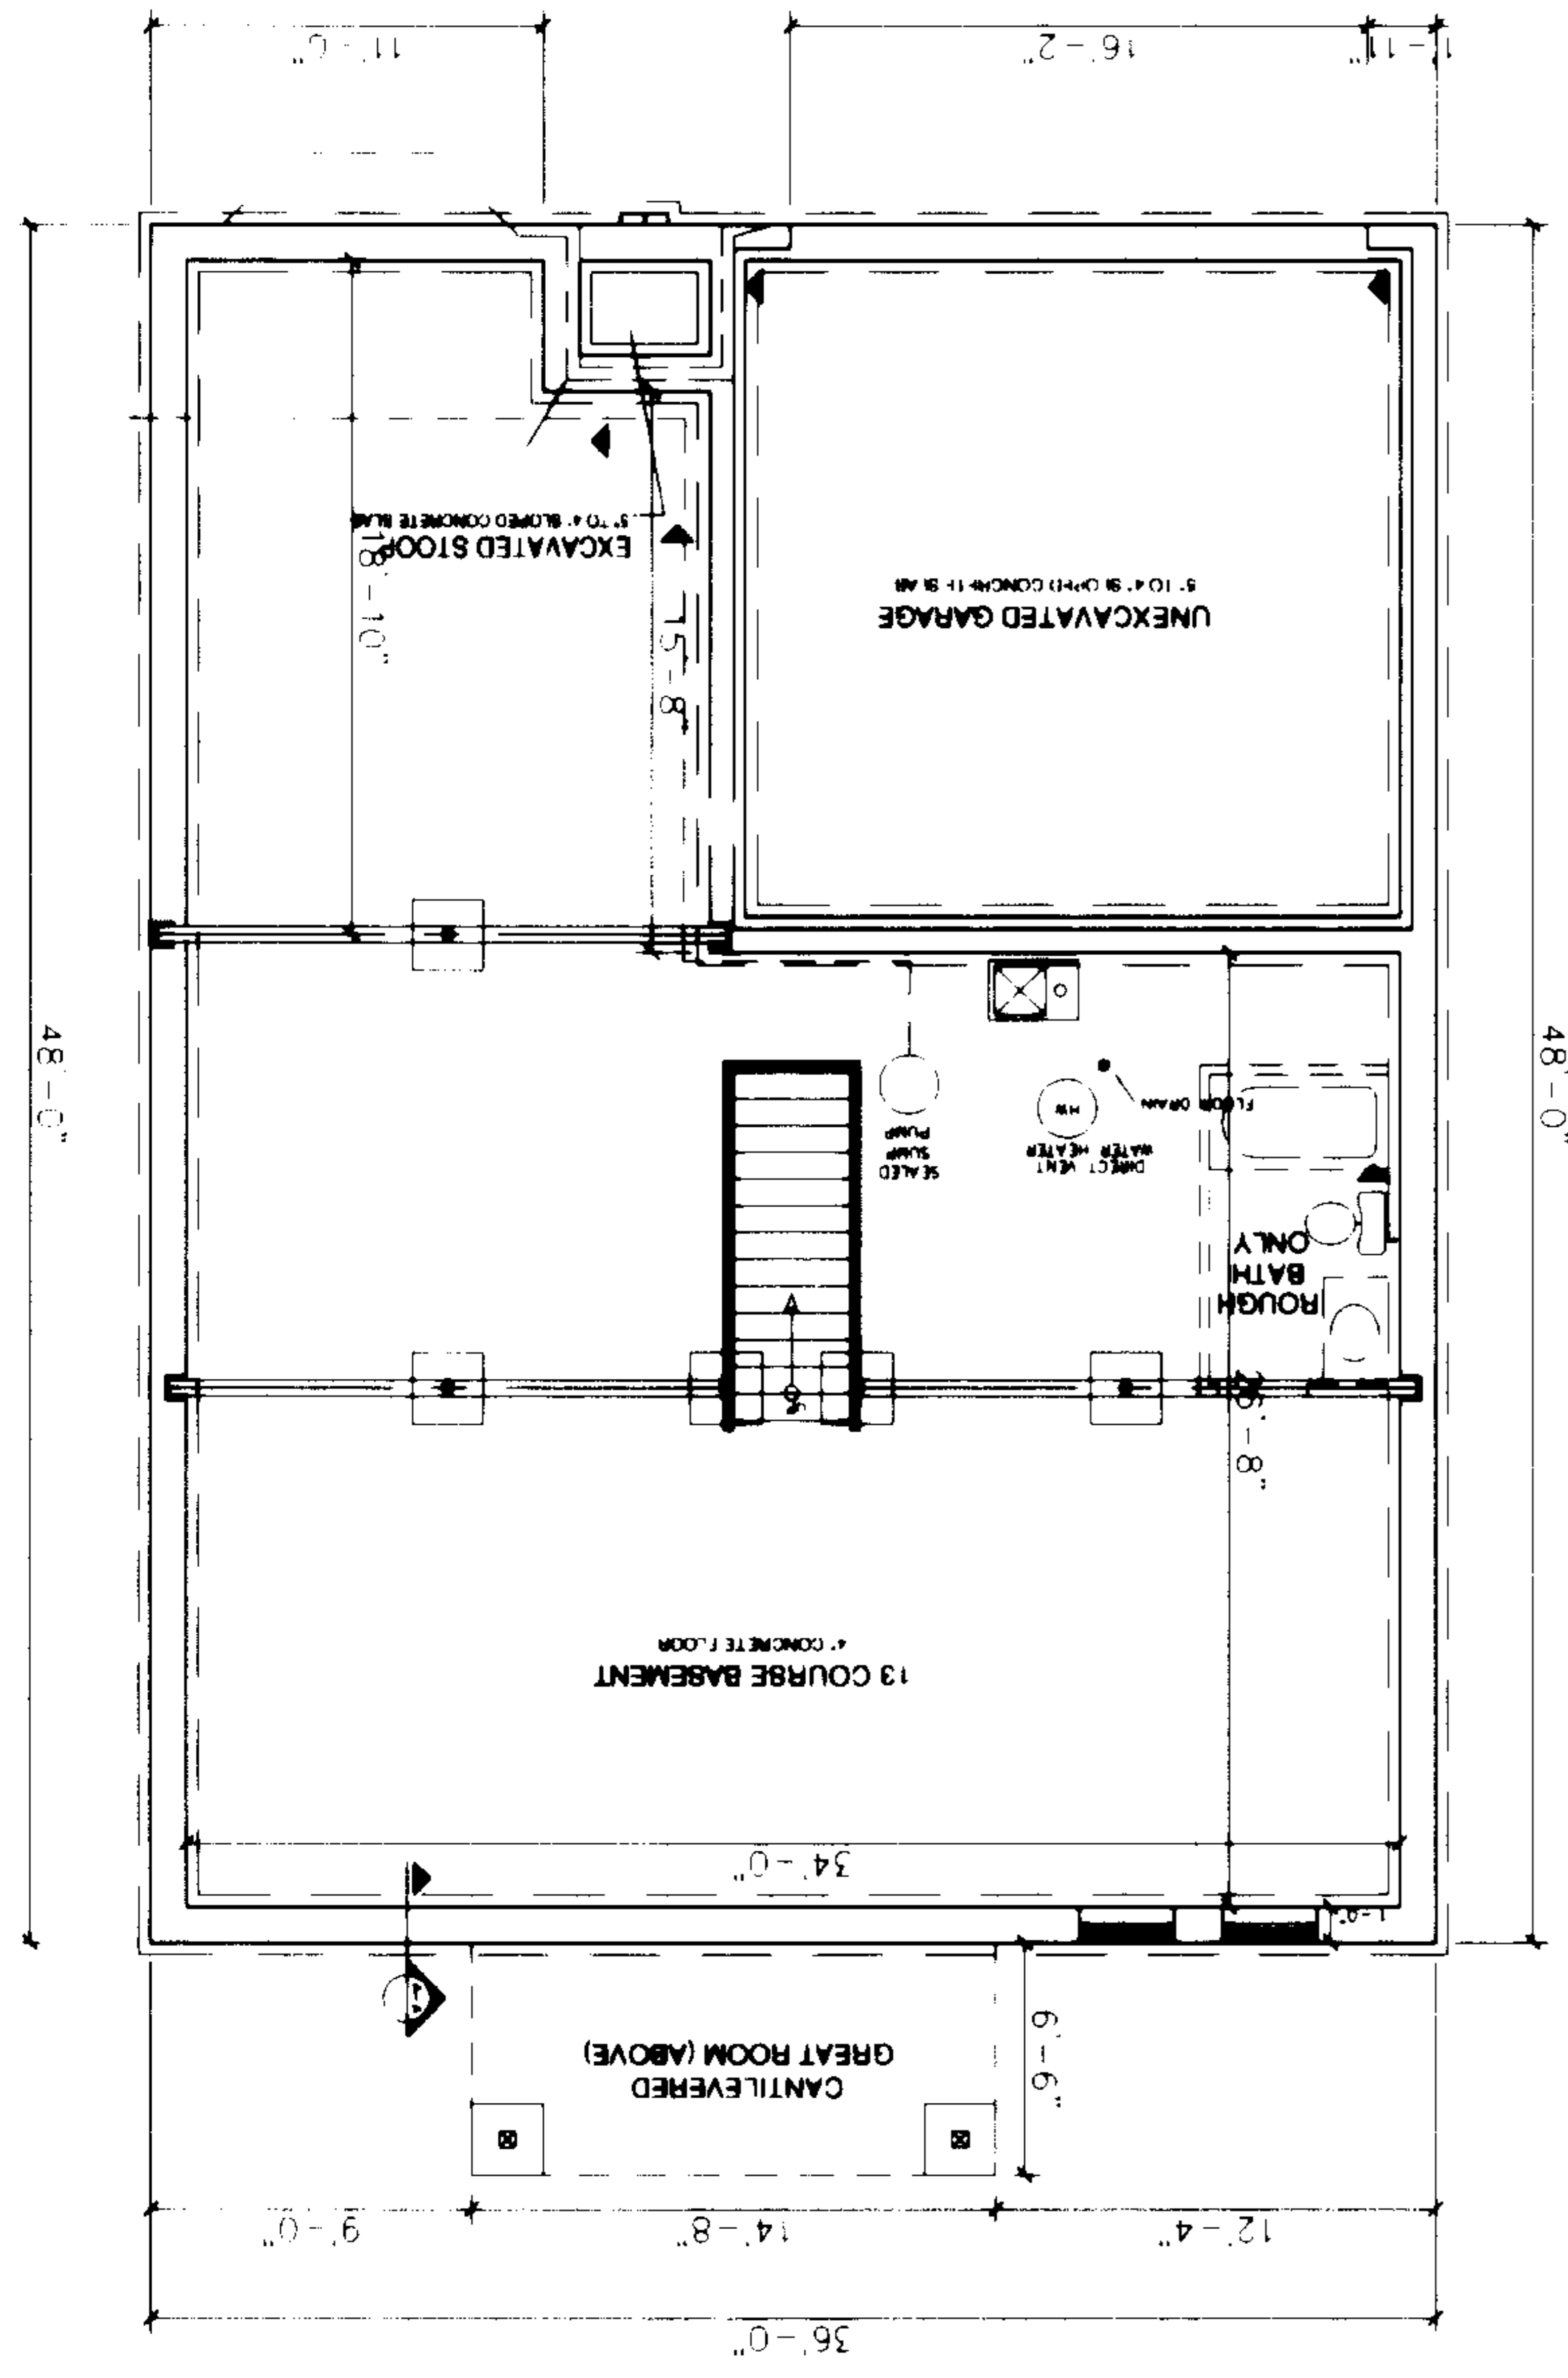 36'-0"
12'-4"
14'-8"
9'-0"
CANTILEVERED
GREAT ROOM (ABOVE)
6'-6"
1'-0"
34'-0"
13 COURSE BASEMENT
4" CONCRETE FLOOR
26'-8"
ROUGH
BATH
ONLY
DIRECT VENT
WATER HEATER
HW
FLOOR DRAIN
SEALED
SUMP
PUMP
48'-0"
48'-0"
UNEXCAVATED GARAGE
5" TO 4" SLOPED CONCRETE SLAB
15'-8"
18'-10"
EXCAVATED STOOP
5" TO 4" SLOPED CONCRETE SLAB
1'-11"
16'-2"
11'-0"